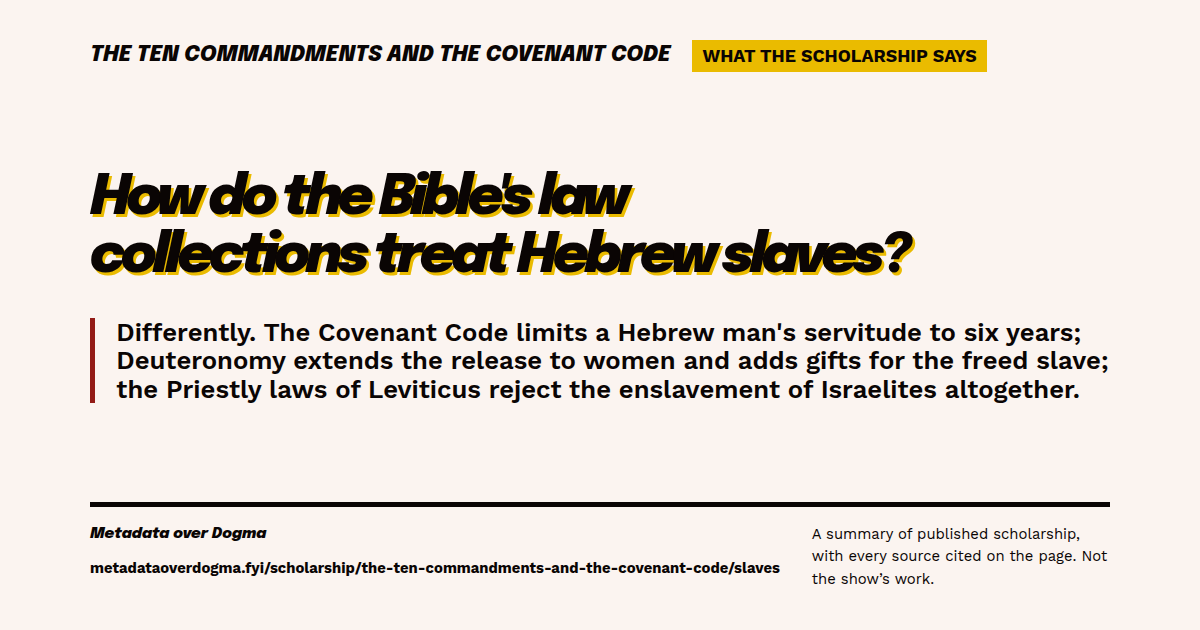 THE TEN COMMANDMENTS AND THE COVENANT CODE
WHAT THE SCHOLARSHIP SAYS
How do the Bible's law
collections treat Hebrew slaves?
Differently. The Covenant Code limits a Hebrew man's servitude to six years;
Deuteronomy extends the release to women and adds gifts for the freed slave;
the Priestly laws of Leviticus reject the enslavement of Israelites altogether.
Metadata over Dogma
metadataoverdogma.fyi/scholarship/the-ten-commandments-and-the-covenant-code/slaves
A summary of published scholarship,
with every source cited on the page. Not
the show’s work.